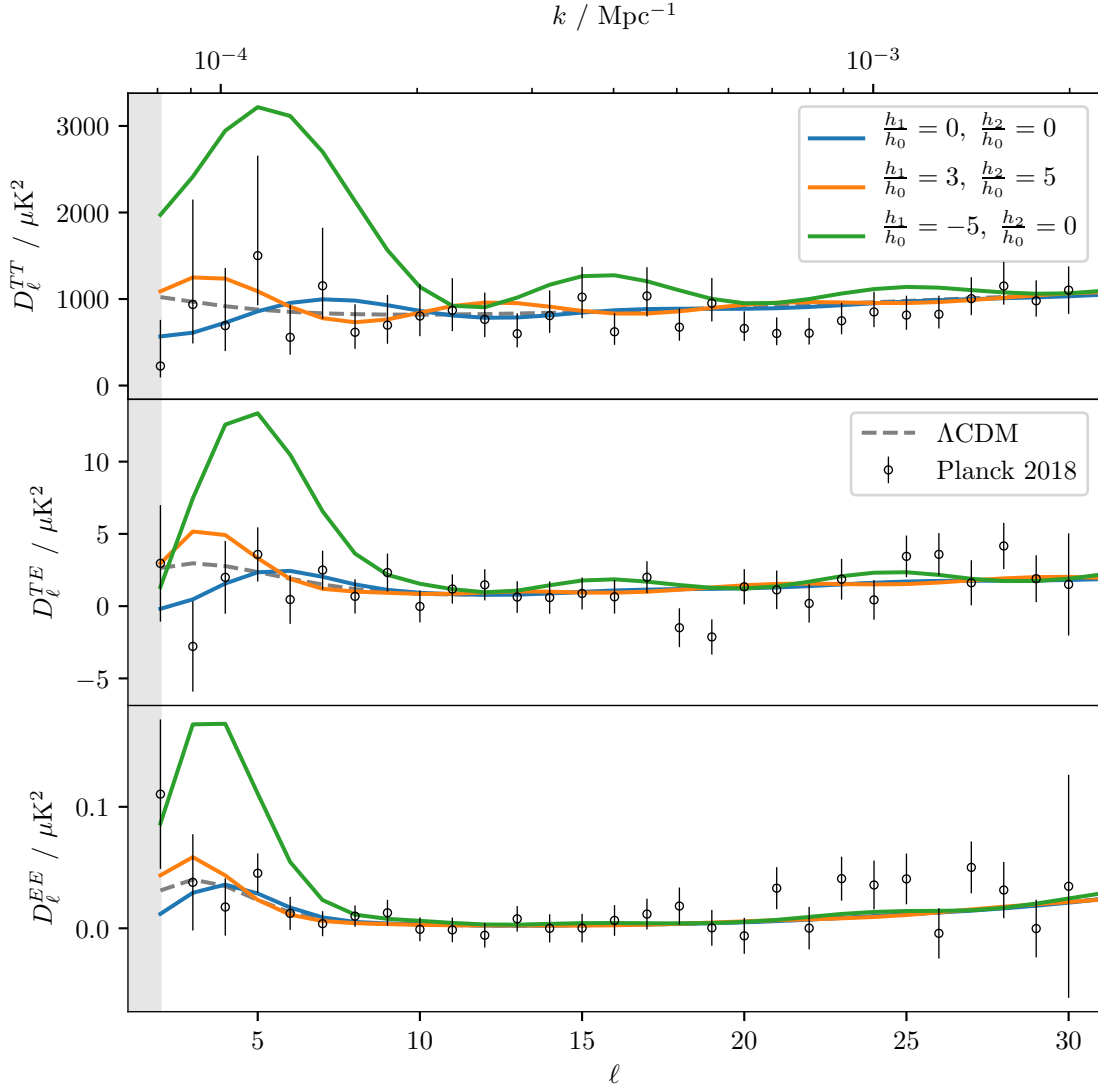 k / Mpc⁻¹
10⁻⁴ 10⁻³
D_ℓ^{TT} / μK²
3000
2000
1000
0
h₁/h₀ = 0, h₂/h₀ = 0
h₁/h₀ = 3, h₂/h₀ = 5
h₁/h₀ = −5, h₂/h₀ = 0
D_ℓ^{TE} / μK²
10
5
0
−5
ΛCDM
Planck 2018
D_ℓ^{EE} / μK²
0.1
0.0
5 10 15 20 25 30
ℓ